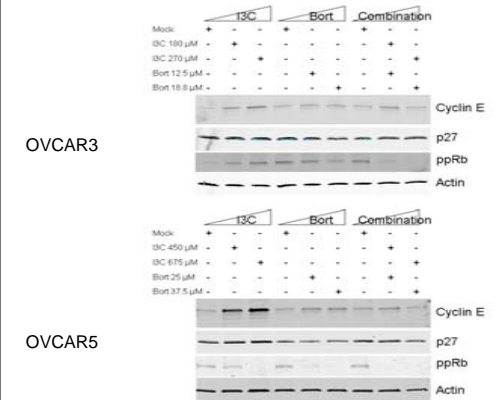 I3C Bort Combination
Mock + - - + - - + - -
I3C 180 µM - + - - - - - + -
I3C 270 µM - - + - - - - - +
Bort 12.5 µM - - - - + - - + -
Bort 18.8 µM - - - - - + - - +
Cyclin E
p27
OVCAR3
ppRb
Actin
I3C Bort Combination
Mock + - - + - - + - -
I3C 450 µM - + - - - - - + -
I3C 675 µM - - + - - - - - +
Bort 25 µM - - - - + - - + -
Bort 37.5 µM - - - - - + - - +
Cyclin E
OVCAR5
p27
ppRb
Actin